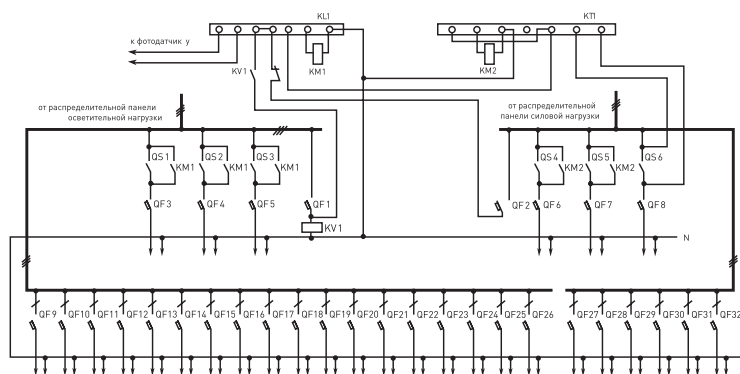 KL1
KT1
к фотодатчику
KV1
KM1
KM2
от распределительной панели
осветительной нагрузки
от распределительной
панели силовой нагрузки
QS1 QS2 QS3 QS4 QS5 QS6
KM1 KM1 KM1 KM2 KM2
QF3 QF4 QF5 QF1 QF2 QF6 QF7 QF8
KV1
N
QF9 QF10 QF11 QF12 QF13 QF14 QF15 QF16 QF17 QF18 QF19 QF20 QF21 QF22 QF23 QF24 QF25 QF26 QF27 QF28 QF29 QF30 QF31 QF32